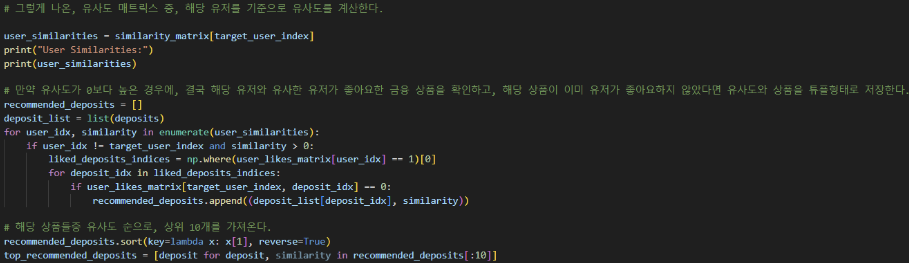 # 그렇게 나온, 유사도 매트릭스 중, 해당 유저를 기준으로 유사도를 계산한다.
user_similarities = similarity_matrix[target_user_index]
print("User Similarities:")
print(user_similarities)
# 만약 유사도가 0보다 높은 경우에, 결국 해당 유저와 유사한 유저가 좋아요한 금융 상품을 확인하고, 해당 상품이 이미 유저가 좋아요하지 않았다면 유사도와 상품을 튜플형태로 저장한다.
recommended_deposits = []
deposit_list = list(deposits)
for user_idx, similarity in enumerate(user_similarities):
    if user_idx != target_user_index and similarity > 0:
        liked_deposits_indices = np.where(user_likes_matrix[user_idx] == 1)[0]
        for deposit_idx in liked_deposits_indices:
            if user_likes_matrix[target_user_index, deposit_idx] == 0:
                recommended_deposits.append((deposit_list[deposit_idx], similarity))
# 해당 상품들중 유사도 순으로, 상위 10개를 가져온다.
recommended_deposits.sort(key=lambda x: x[1], reverse=True)
top_recommended_deposits = [deposit for deposit, similarity in recommended_deposits[:10]]